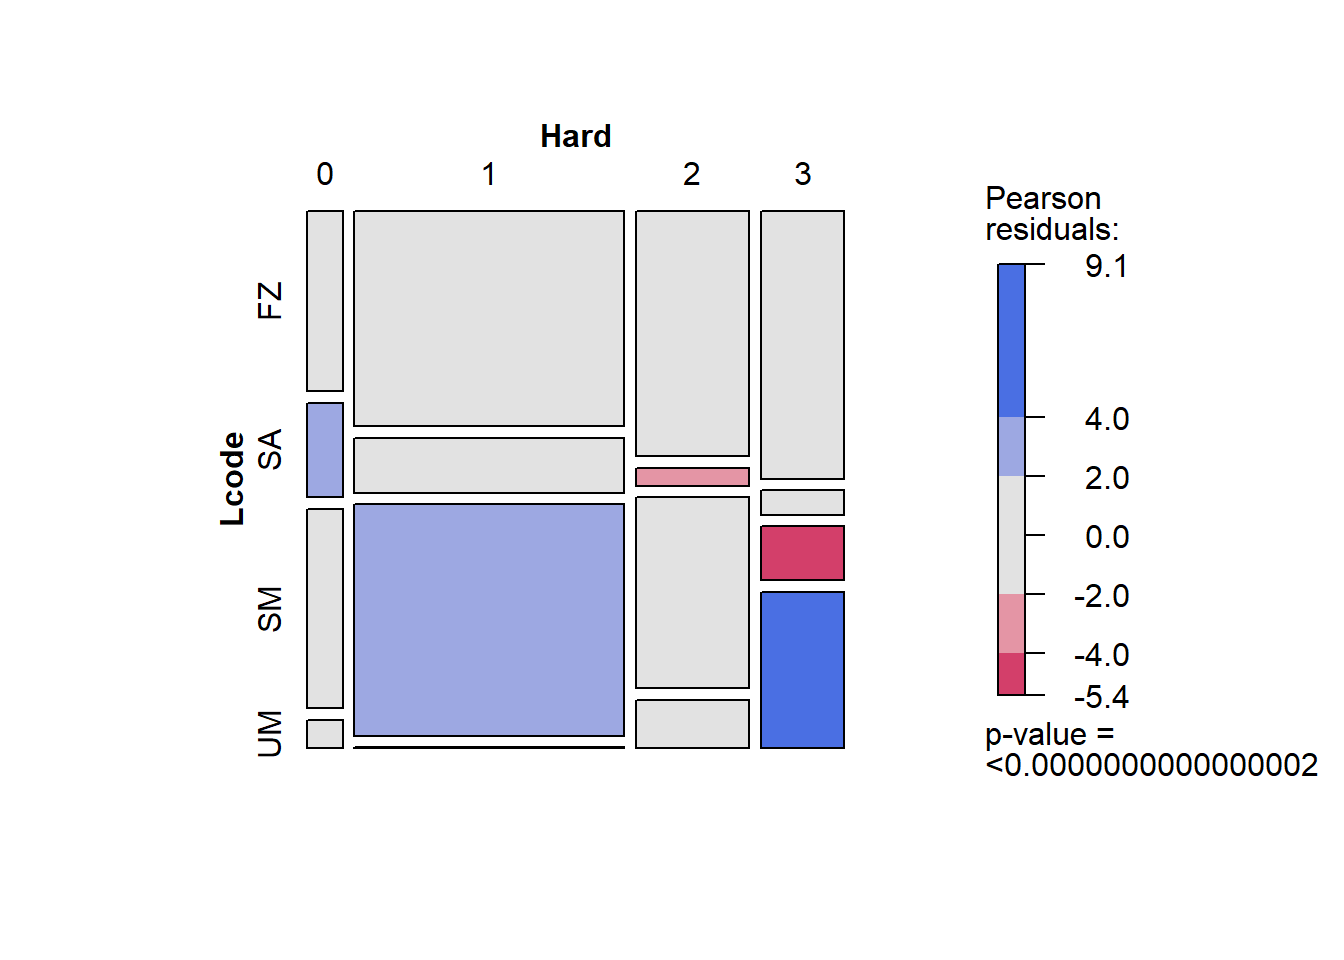 Hard
0 1 2 3
Lcode
FZ
SA
SM
UM
Pearson
residuals:
9.1
4.0
2.0
0.0
-2.0
-4.0
-5.4
p-value =
<0.0000000000000002